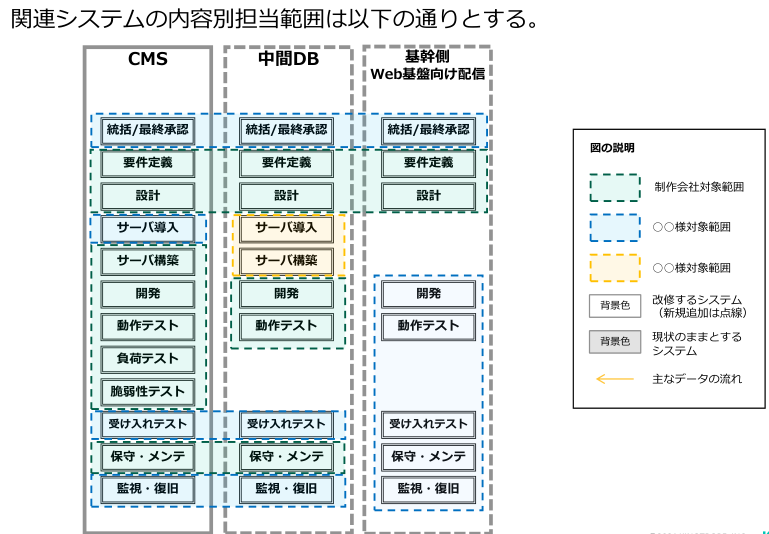 関連システムの内容別担当範囲は以下の通りとする。
CMS
中間DB
基幹側
Web基盤向け配信
統括/最終承認
統括/最終承認
統括/最終承認
要件定義
要件定義
要件定義
設計
設計
設計
サーバ導入
サーバ導入
サーバ構築
サーバ構築
開発
開発
開発
動作テスト
動作テスト
動作テスト
負荷テスト
脆弱性テスト
受け入れテスト
受け入れテスト
受け入れテスト
保守・メンテ
保守・メンテ
保守・メンテ
監視・復旧
監視・復旧
監視・復旧
図の説明
制作会社対象範囲
○○様対象範囲
○○様対象範囲
背景色
改修するシステム
（新規追加は点線）
背景色
現状のままとする
システム
主なデータの流れ